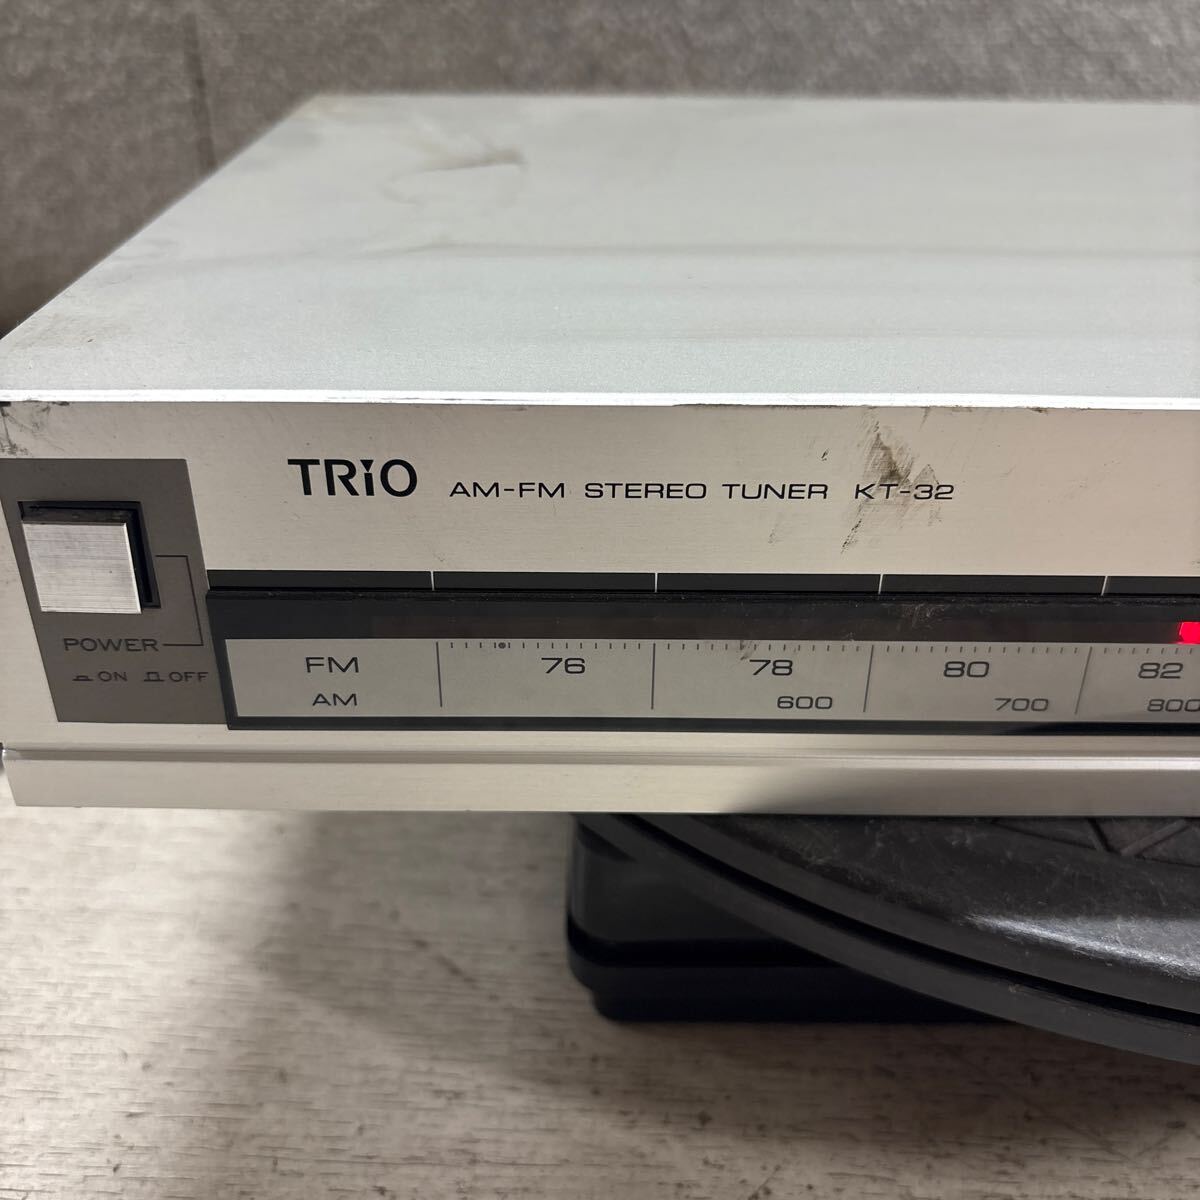 TRiO AM-FM STEREO TUNER KT-32
POWER
ON OFF
FM 76 78 80 82
AM 600 700 800